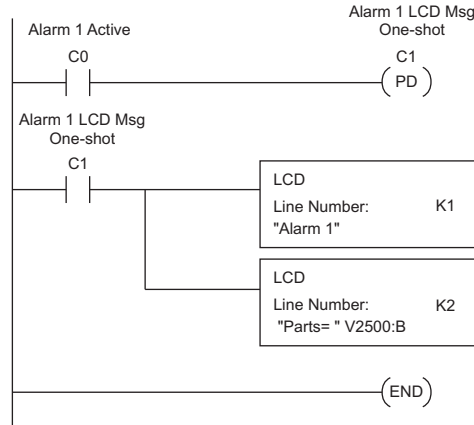 Alarm 1 LCD Msg
One-shot
Alarm 1 Active
C0
C1
PD
Alarm 1 LCD Msg
One-shot
C1
LCD
Line Number: K1
"Alarm 1"
LCD
Line Number: K2
"Parts= " V2500:B
END